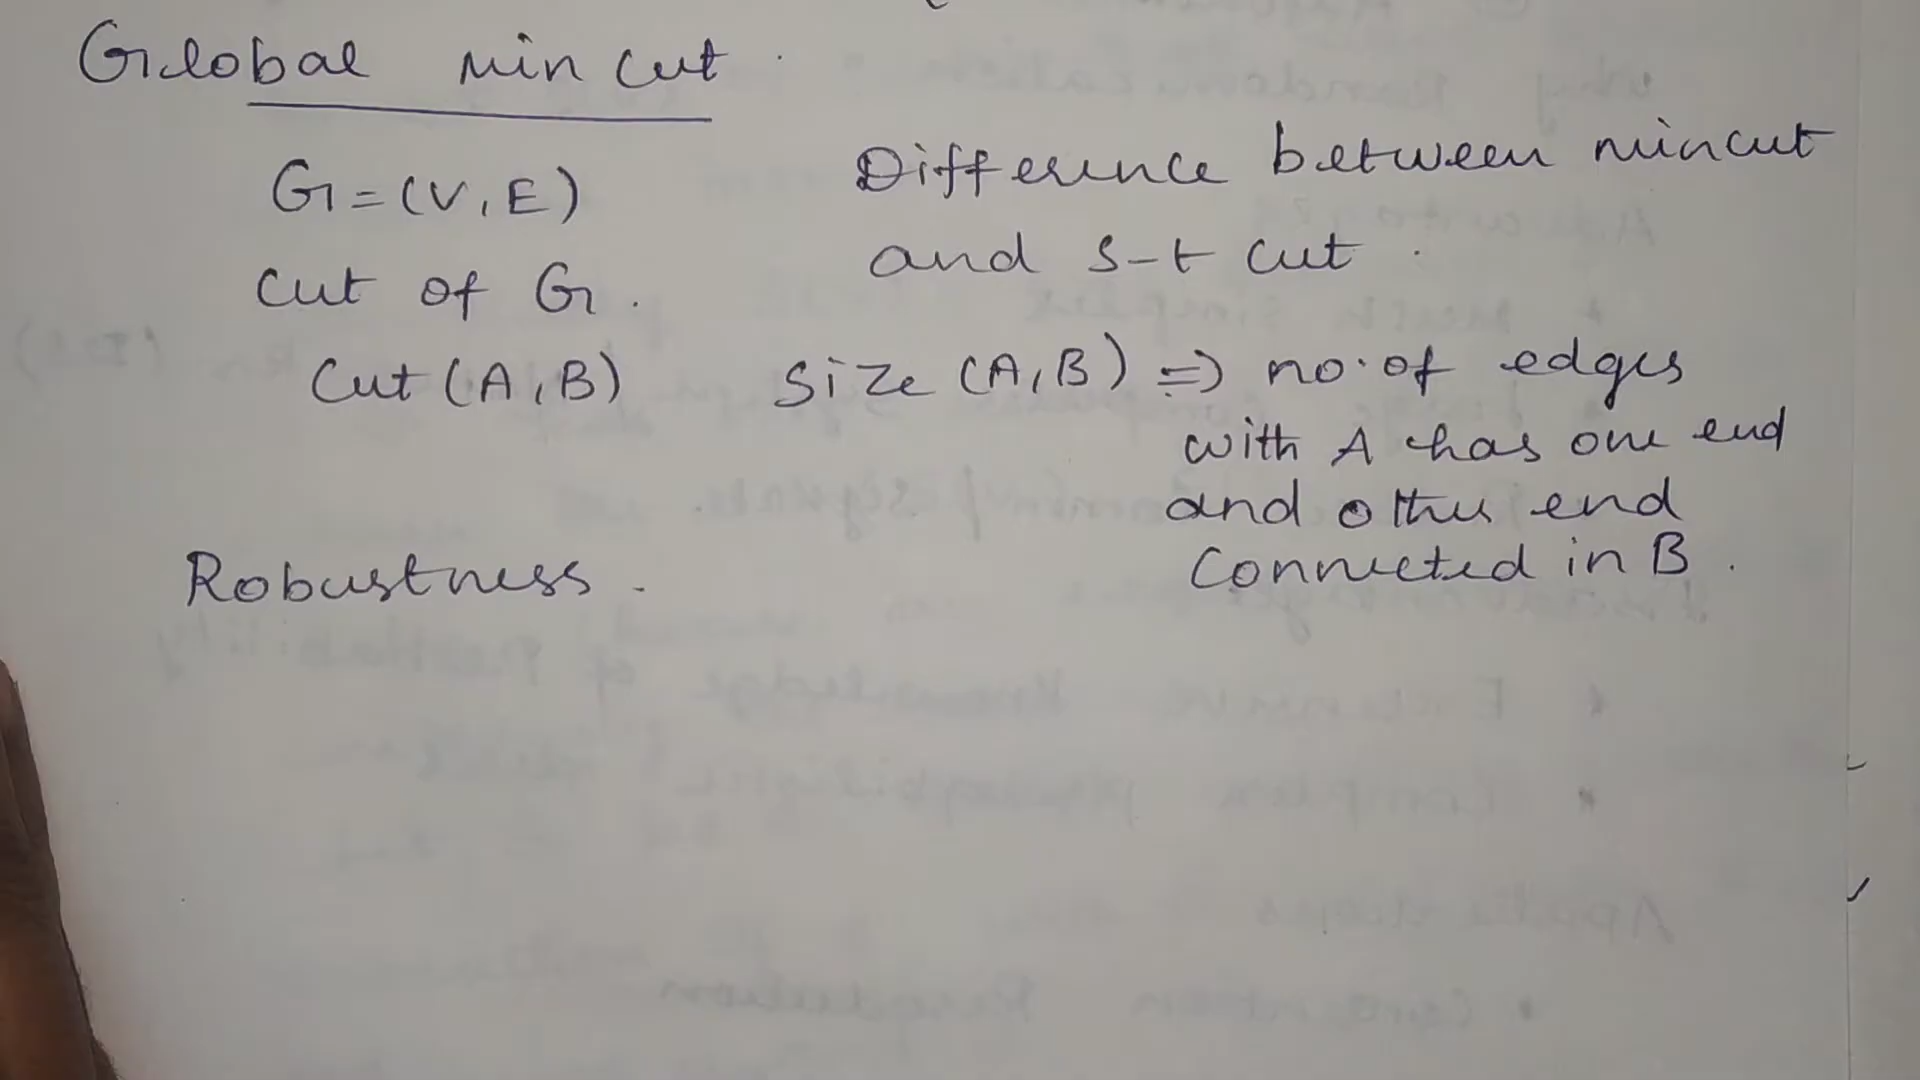 Global min cut.
G=(V,E)
Cut of G.
Cut (A,B)
Difference between mincut
and s-t cut.
Size (A,B) => no. of edges
with A has one end
and other end
Connected in B.
Robustness.